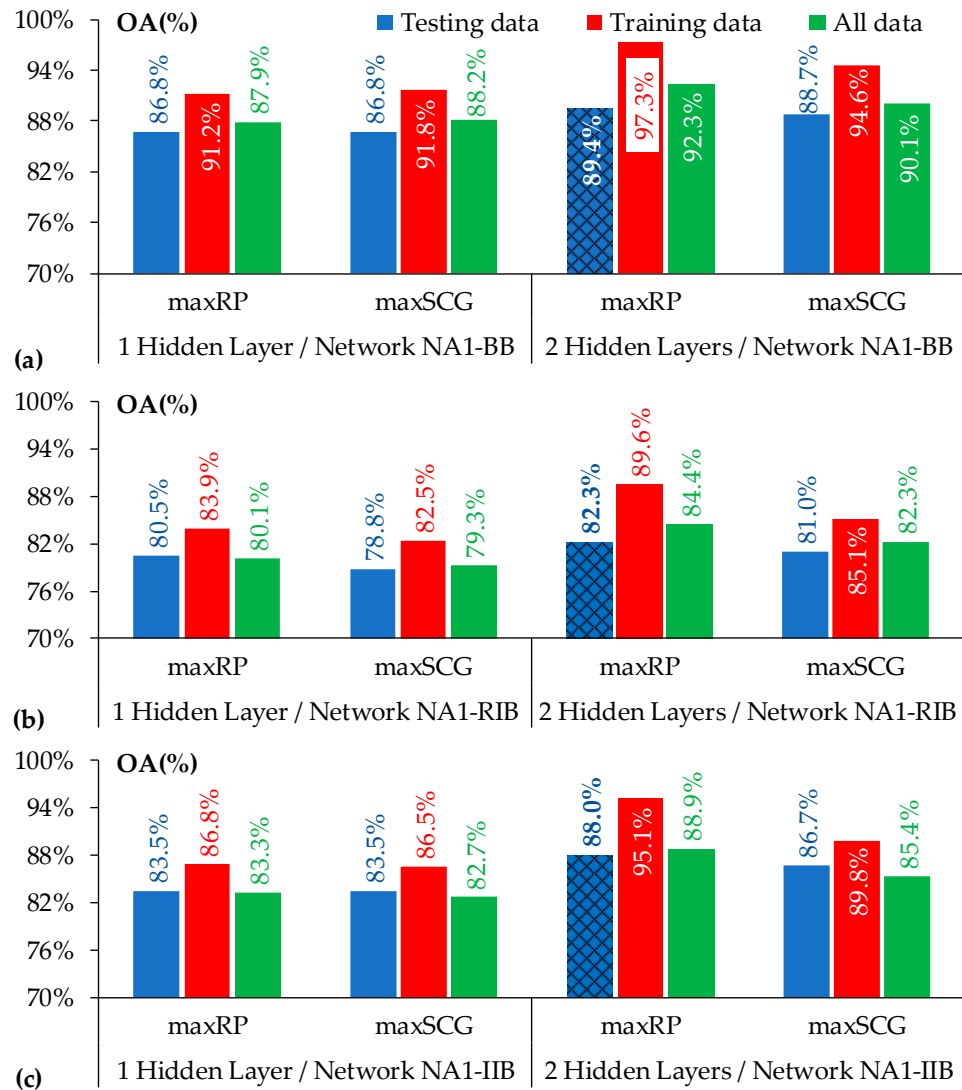 100% OA(%) Testing data Training data All data
94%
88%
82%
76%
70%
86.8% 91.2% 87.9% 86.8% 91.8% 88.2% 89.4% 97.3% 92.3% 88.7% 94.6% 90.1%
maxRP maxSCG maxRP maxSCG
(a) 1 Hidden Layer / Network NA1-BB 2 Hidden Layers / Network NA1-BB
100% OA(%)
94%
88%
82%
76%
70%
80.5% 83.9% 80.1% 78.8% 82.5% 79.3% 82.3% 89.6% 84.4% 81.0% 85.1% 82.3%
maxRP maxSCG maxRP maxSCG
(b) 1 Hidden Layer / Network NA1-RIB 2 Hidden Layers / Network NA1-RIB
100% OA(%)
94%
88%
82%
76%
70%
83.5% 86.8% 83.3% 83.5% 86.5% 82.7% 88.0% 95.1% 88.9% 86.7% 89.8% 85.4%
maxRP maxSCG maxRP maxSCG
(c) 1 Hidden Layer / Network NA1-IIB 2 Hidden Layers / Network NA1-IIB